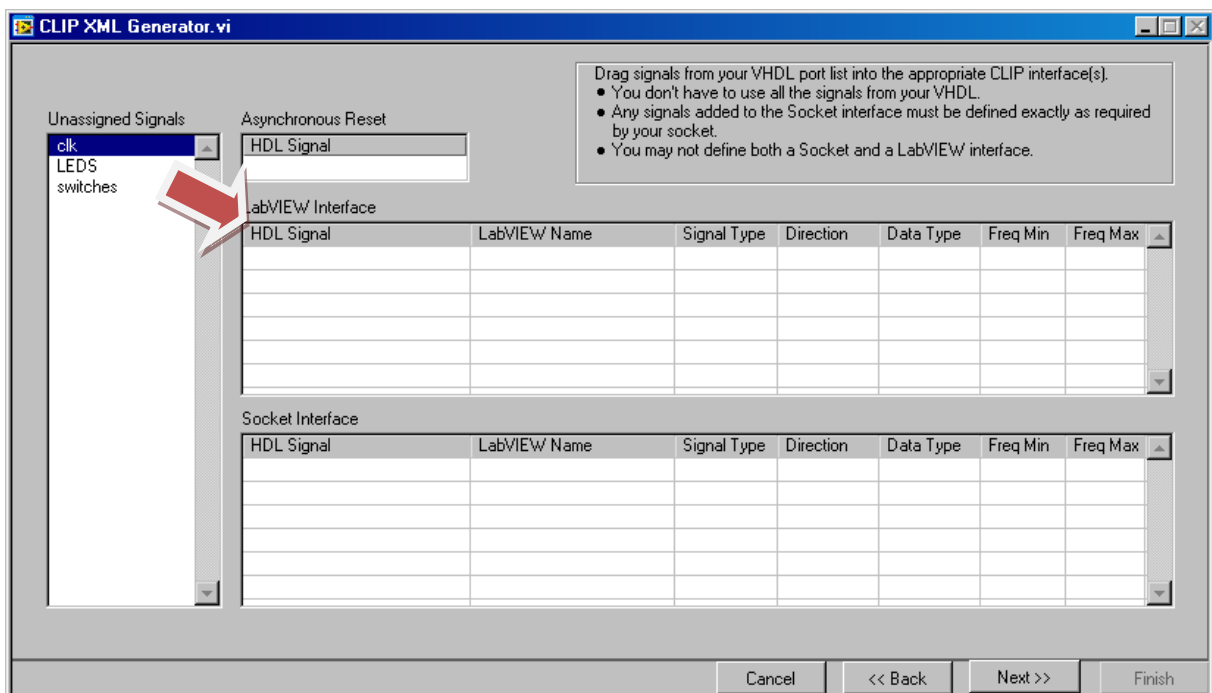 CLIP XML Generator.vi
Drag signals from your VHDL port list into the appropriate CLIP interface(s).
• You don't have to use all the signals from your VHDL.
• Any signals added to the Socket interface must be defined exactly as required
by your socket.
• You may not define both a Socket and a LabVIEW interface.
Unassigned Signals
clk
LEDS
switches
Asynchronous Reset
HDL Signal
LabVIEW Interface
HDL Signal LabVIEW Name Signal Type Direction Data Type Freq Min Freq Max
Socket Interface
HDL Signal LabVIEW Name Signal Type Direction Data Type Freq Min Freq Max
Cancel << Back Next >> Finish